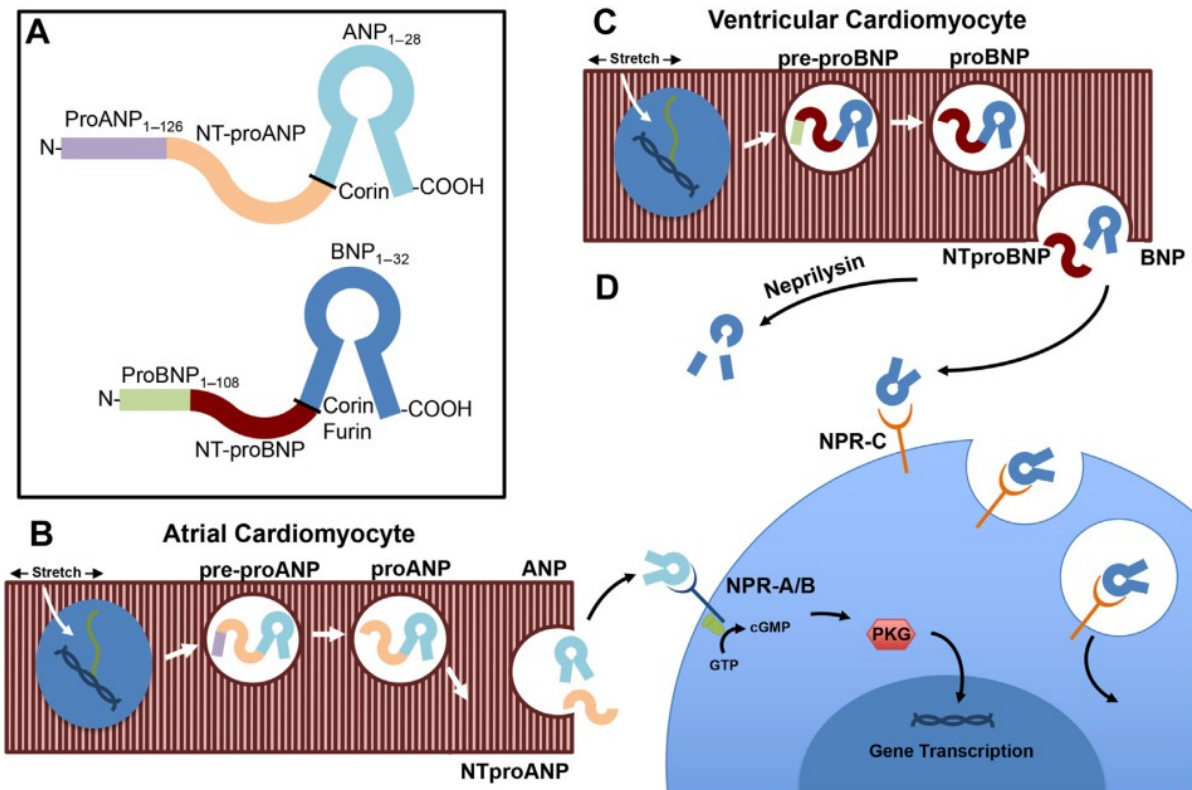 A
ANP1–28
ProANP1–126
NT-proANP
N-
Corin
-COOH
BNP1–32
ProBNP1–108
N-
Corin
Furin
-COOH
NT-proBNP
B
Atrial Cardiomyocyte
Stretch
pre-proANP
proANP
ANP
NTproANP
C
Ventricular Cardiomyocyte
Stretch
pre-proBNP
proBNP
NTproBNP
BNP
D
Neprilysin
NPR-C
NPR-A/B
cGMP
GTP
PKG
Gene Transcription